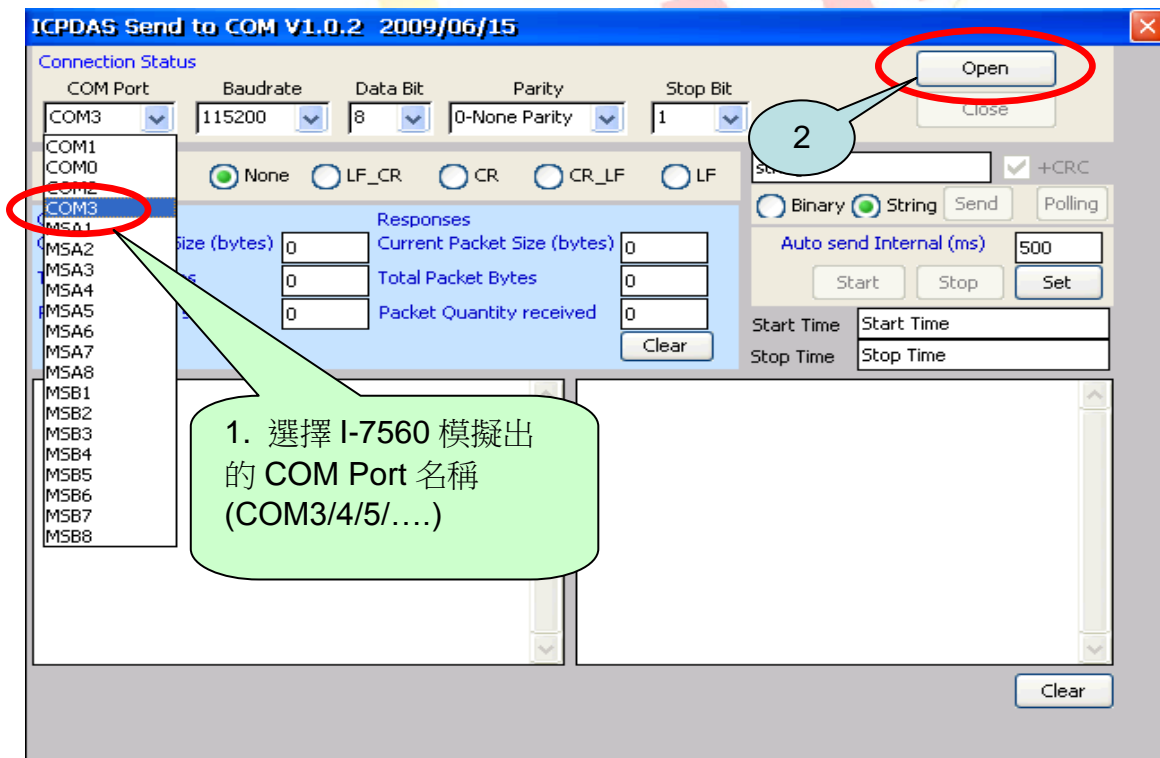 ICPDAS Send to COM V1.0.2 2009/06/15
Connection Status
COM Port Baudrate Data Bit Parity Stop Bit
COM3 115200 8 0-None Parity 1
Open
Close
2
COM1
COM0
COM2
COM3
MSA1
MSA2
MSA3
MSA4
MSA5
MSA6
MSA7
MSA8
MSB1
MSB2
MSB3
MSB4
MSB5
MSB6
MSB7
MSB8
None LF_CR CR CR_LF LF
+CRC
Binary String Send Polling
Size (bytes) 0
0
0
Responses
Current Packet Size (bytes) 0
Total Packet Bytes 0
Packet Quantity received 0
Clear
Auto send Internal (ms) 500
Start Stop Set
Start Time Start Time
Stop Time Stop Time
1. 選擇 I-7560 模擬出
的 COM Port 名稱
(COM3/4/5/….)
Clear